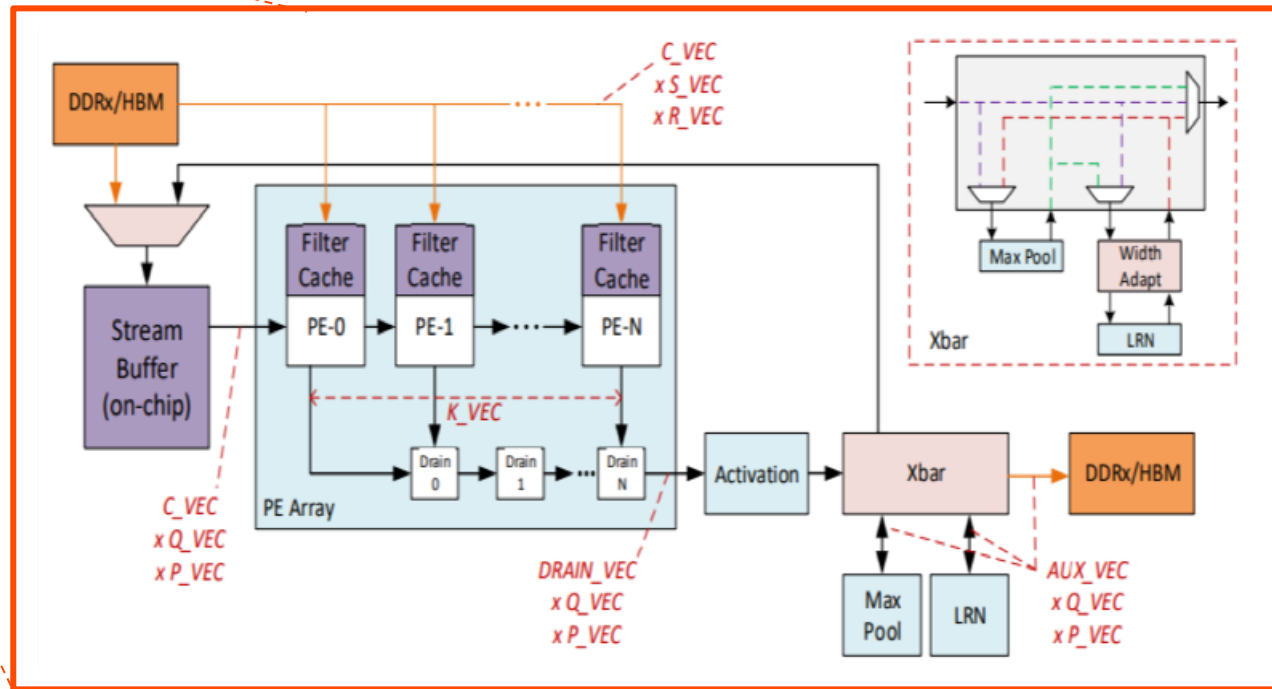 C_VEC
x S_VEC
x R_VEC
DDRx/HBM
Filter
Cache
Filter
Cache
Filter
Cache
PE-0
PE-1
PE-N
Stream
Buffer
(on-chip)
K_VEC
Drain
0
Drain
1
Drain
N
PE Array
C_VEC
x Q_VEC
x P_VEC
DRAIN_VEC
x Q_VEC
x P_VEC
Activation
Xbar
DDRx/HBM
Max
Pool
LRN
AUX_VEC
x Q_VEC
x P_VEC
Max Pool
Width
Adapt
LRN
Xbar